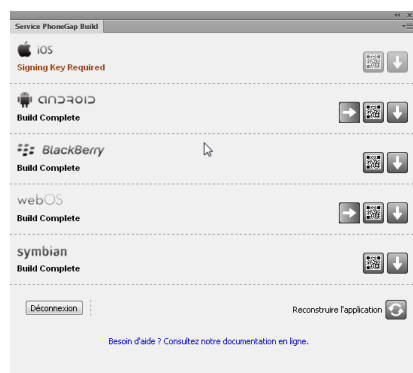 Service PhoneGap Build
iOS
Signing Key Required
ANDROID
Build Complete
BlackBerry
Build Complete
webOS
Build Complete
symbian
Build Complete
Déconnexion
Reconstruire l'application
Besoin d'aide ? Consultez notre documentation en ligne.